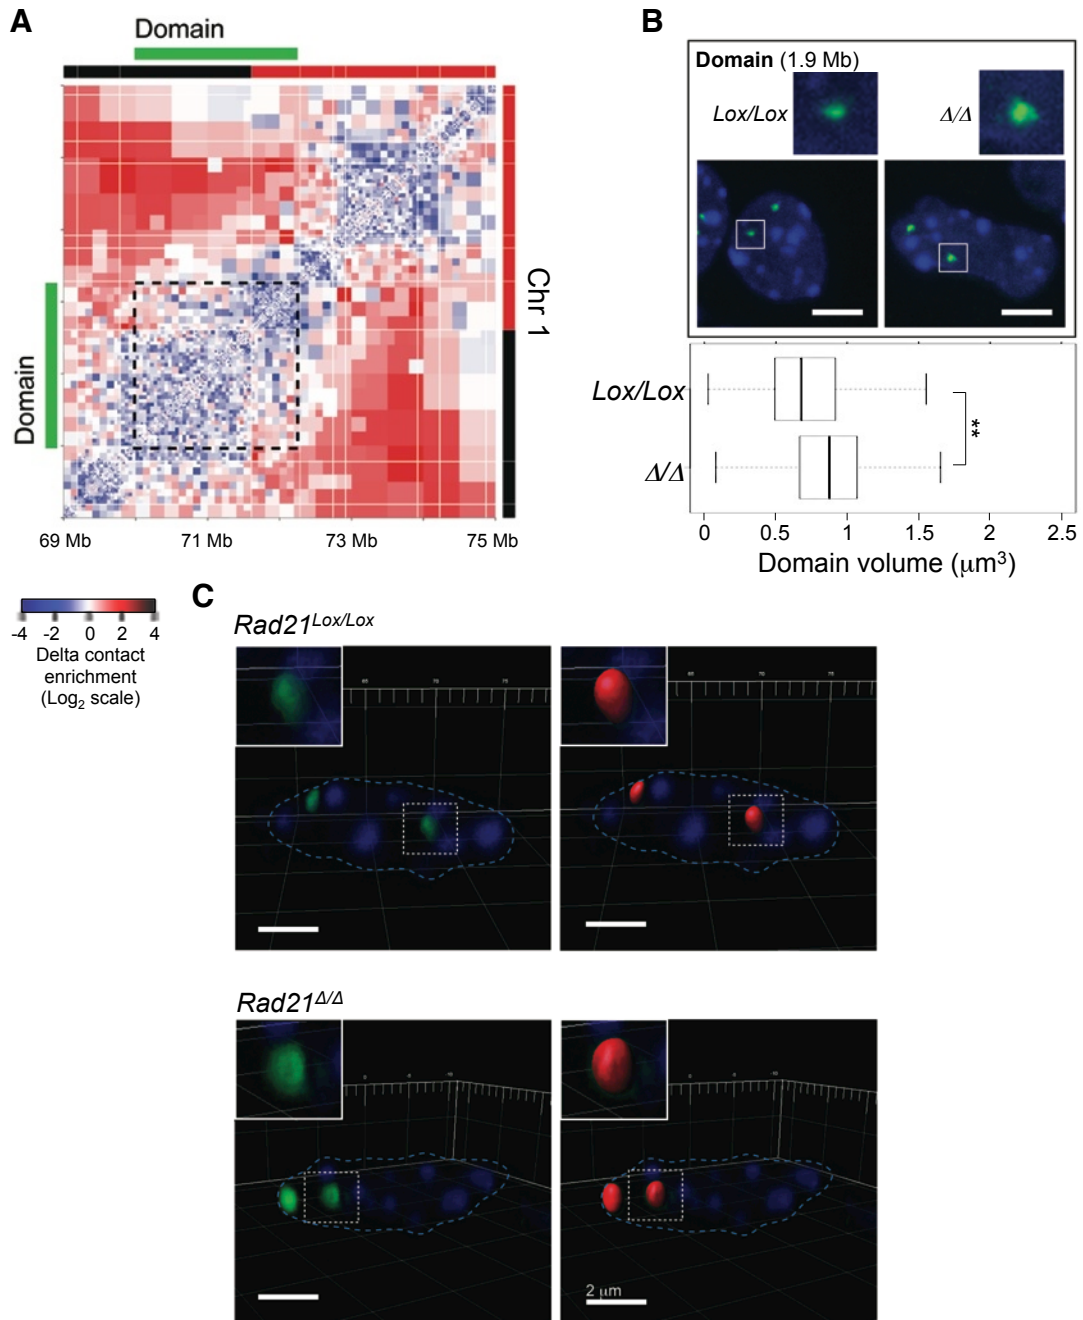 A
Domain
Domain
Chr 1
69 Mb 71 Mb 73 Mb 75 Mb
-4 -2 0 2 4
Delta contact
enrichment
(Log2 scale)
B
Domain (1.9 Mb)
Lox/Lox Δ/Δ
Lox/Lox
**
Δ/Δ
0 0.5 1 1.5 2 2.5
Domain volume (μm³)
C
Rad21Lox/Lox
Rad21Δ/Δ
2 μm